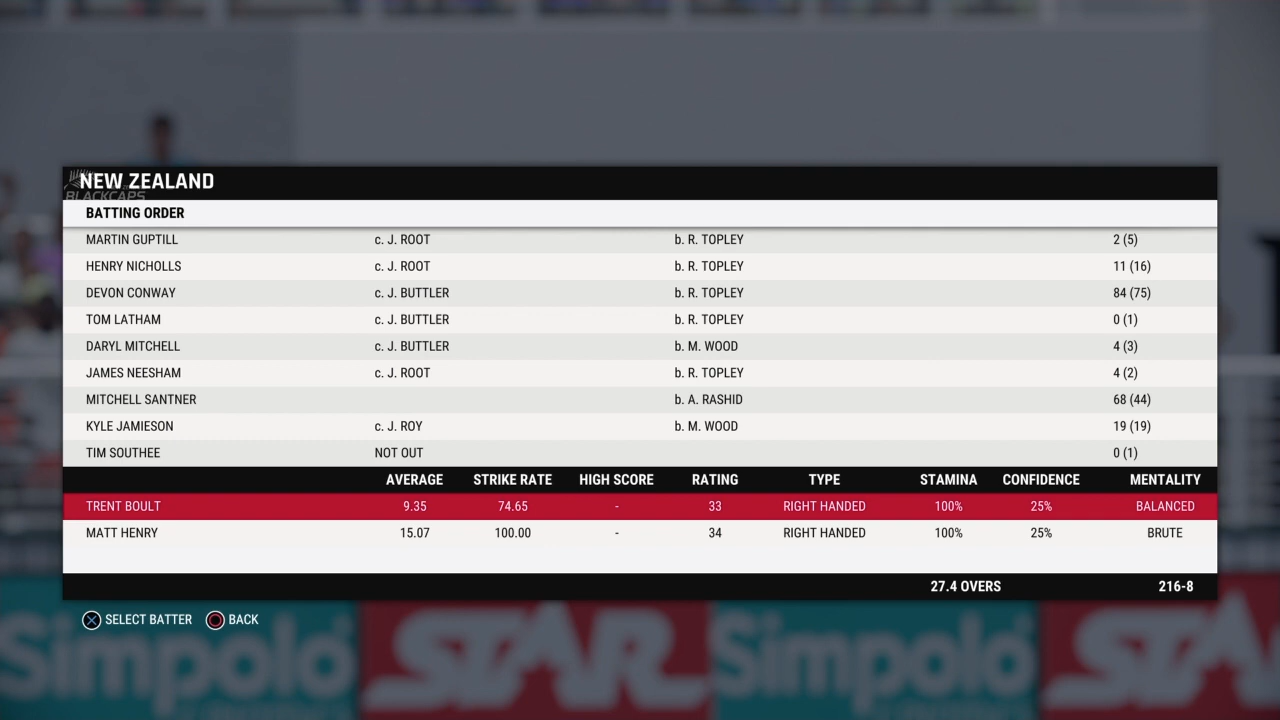 NEW ZEALAND
BLACKCAPS
BATTING ORDER
MARTIN GUPTILL c. J. ROOT b. R. TOPLEY 2 (5)
HENRY NICHOLLS c. J. ROOT b. R. TOPLEY 11 (16)
DEVON CONWAY c. J. BUTTLER b. R. TOPLEY 84 (75)
TOM LATHAM c. J. BUTTLER b. R. TOPLEY 0 (1)
DARYL MITCHELL c. J. BUTTLER b. M. WOOD 4 (3)
JAMES NEESHAM c. J. ROOT b. R. TOPLEY 4 (2)
MITCHELL SANTNER b. A. RASHID 68 (44)
KYLE JAMIESON c. J. ROY b. M. WOOD 19 (19)
TIM SOUTHEE NOT OUT 0 (1)
AVERAGE STRIKE RATE HIGH SCORE RATING TYPE STAMINA CONFIDENCE MENTALITY
TRENT BOULT 9.35 74.65 - 33 RIGHT HANDED 100% 25% BALANCED
MATT HENRY 15.07 100.00 - 34 RIGHT HANDED 100% 25% BRUTE
27.4 OVERS 216-8
SELECT BATTER BACK
Simpolo STAR Simpolo STAR